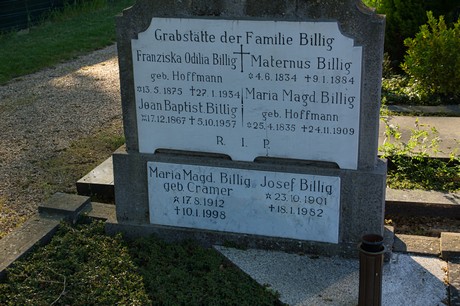 Grabstätte der Familie Billig
Franziska Odilia Billig
geb. Hoffmann
☆13.5.1875 ✝27.1.1934
Joan Baptist Billig
☆17.12.1867 ✝5.10.1957
Maternus Billig
☆4.6.1834 ✝9.1.1884
Maria Magd. Billig
geb. Hoffmann
☆25.4.1835 ✝24.11.1909
R. I. P.
Maria Magd. Billig
geb Cramer
☆17.8.1912
✝10.1.1998
Josef Billig
☆23.10.1901
✝18.1.1982